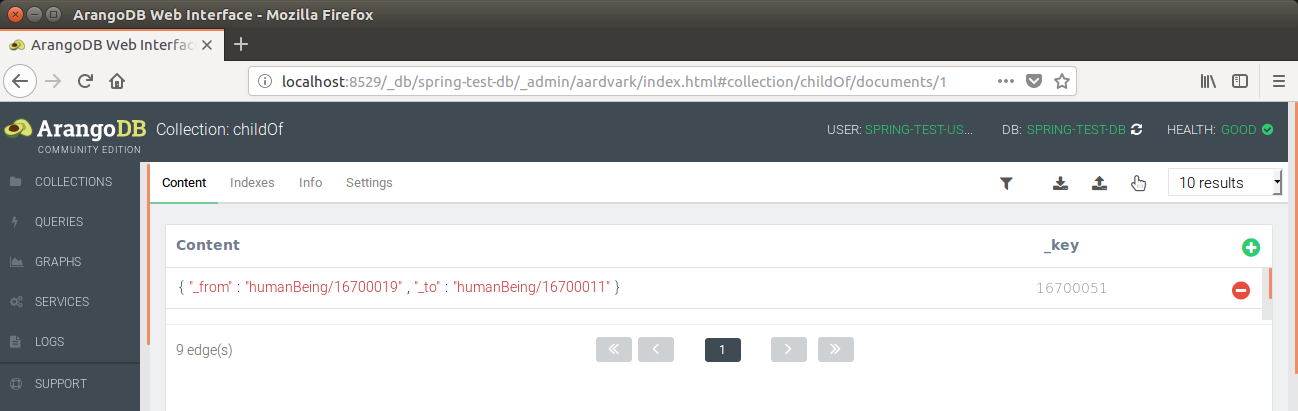 ArangoDB Web Interface - Mozilla Firefox
ArangoDB Web Interfac
localhost:8529/_db/spring-test-db/_admin/aardvark/index.html#collection/childOf/documents/1
ArangoDB
COMMUNITY EDITION
Collection: childOf
USER: SPRING-TEST-US... DB: SPRING-TEST-DB HEALTH: GOOD
COLLECTIONS
QUERIES
GRAPHS
SERVICES
LOGS
SUPPORT
Content Indexes Info Settings 10 results
Content _key
{ "_from" : "humanBeing/16700019" , "_to" : "humanBeing/16700011" } 16700051
9 edge(s) 1